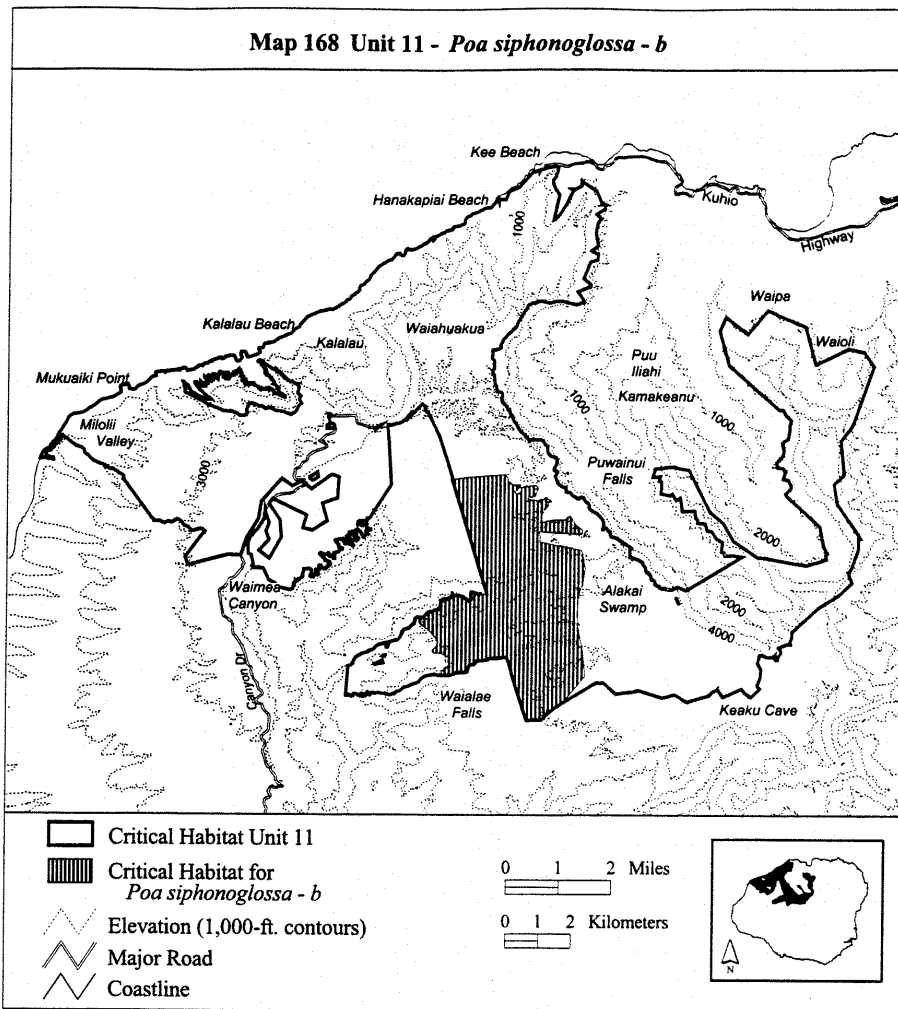 Map 168 Unit 11 - Poa siphonoglossa - b
Kee Beach
Hanakapiai Beach
1000
Kuhio
Highway
Kalalau Beach
Kalalau
Waiahuakua
Waipa
Waioli
Mukuaiki Point
Puu
Iliahi
Kamakeanu
1000
1000
Milolii
Valley
3000
Puwainui
Falls
2000
Waimea
Canyon
Alakai
Swamp
2000
4000
Canyon Dr
Waialae
Falls
Keaku Cave
Critical Habitat Unit 11
Critical Habitat for
Poa siphonoglossa - b
Elevation (1,000-ft. contours)
Major Road
Coastline
0 1 2 Miles
0 1 2 Kilometers
N